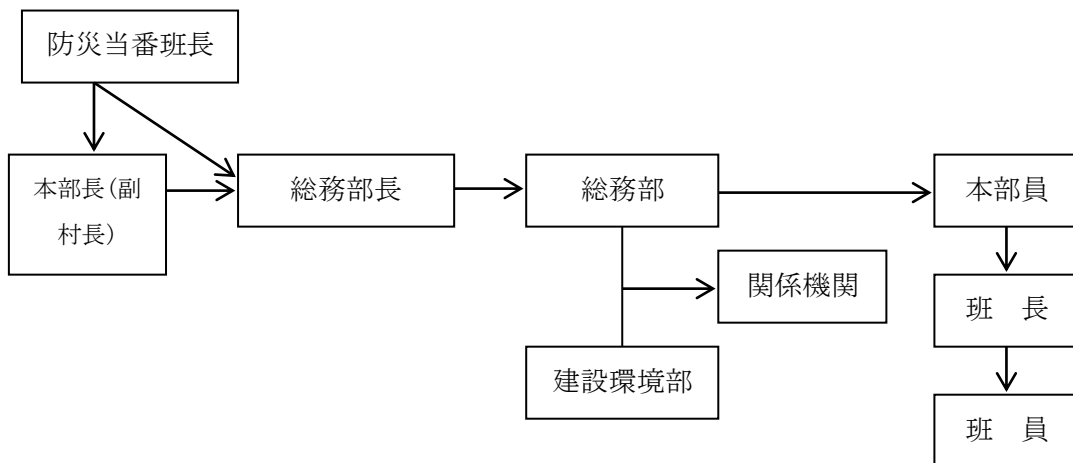 防災当番班長
本部長(副
村長)
総務部長
総務部
本部員
関係機関
班　長
建設環境部
班　員